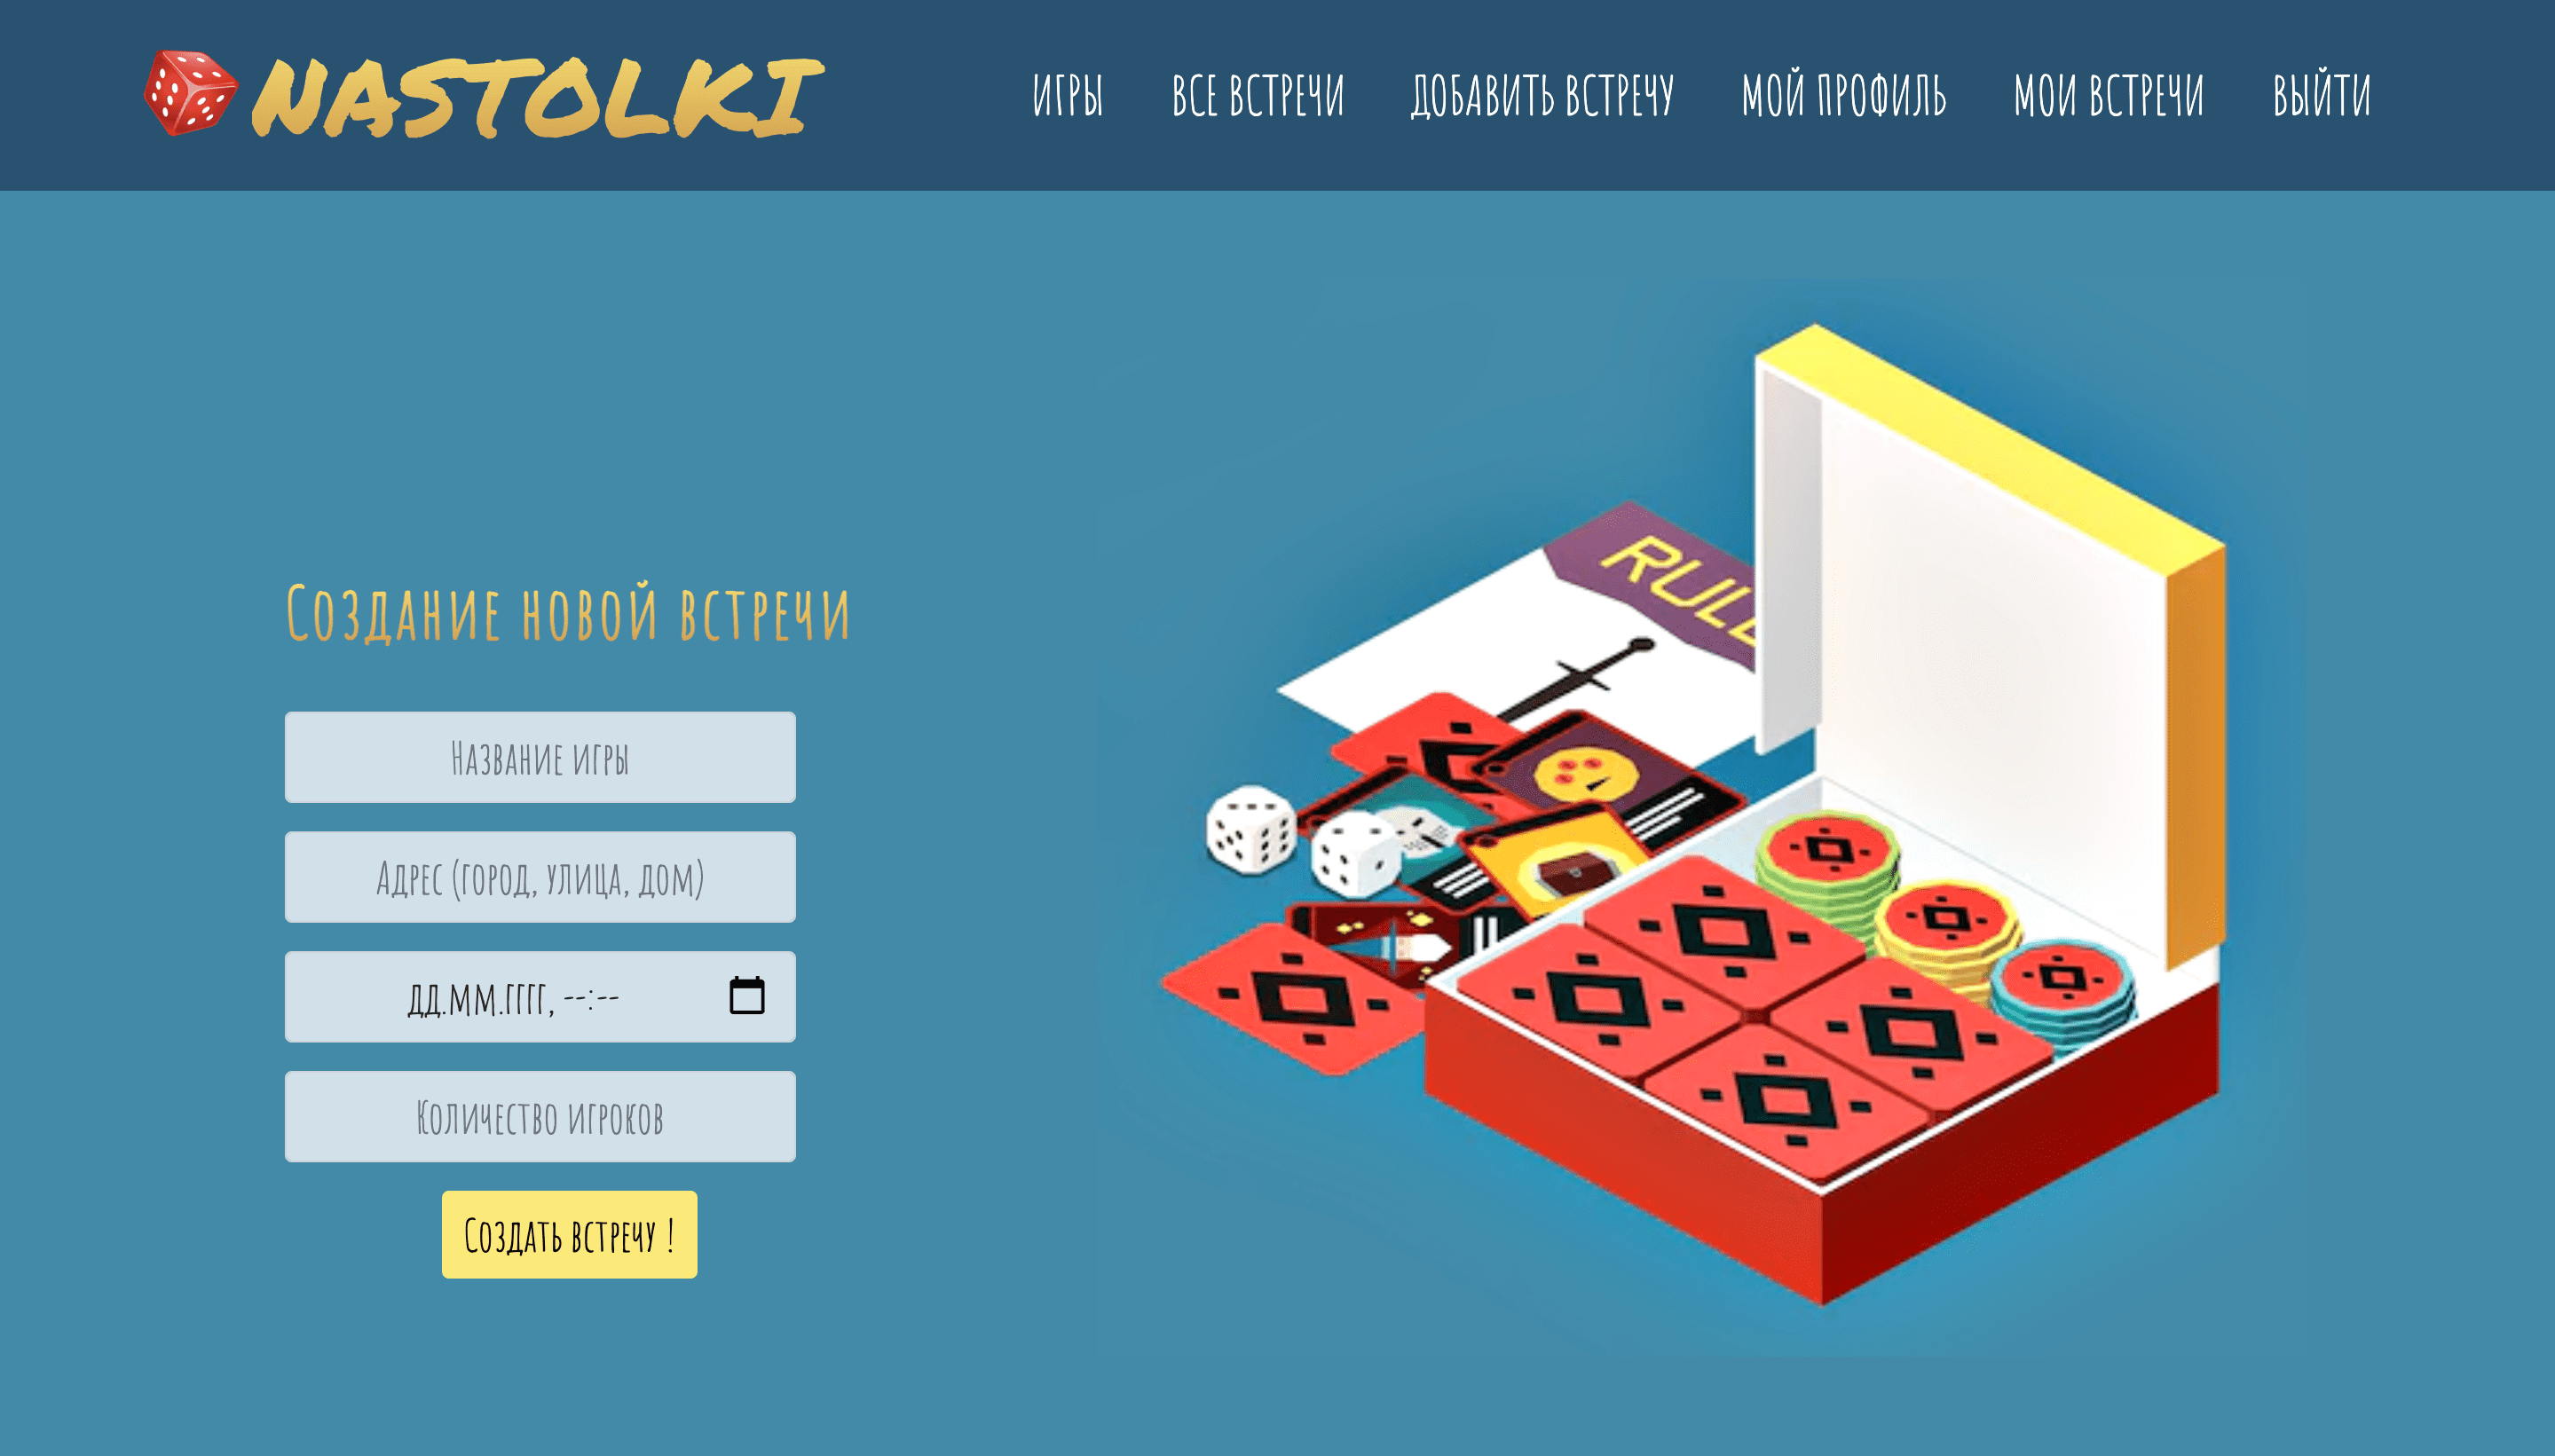 NASTOLKI
ИГРЫ ВСЕ ВСТРЕЧИ ДОБАВИТЬ ВСТРЕЧУ МОЙ ПРОФИЛЬ МОИ ВСТРЕЧИ ВЫЙТИ
RUL
Создание новой встречи
Название игры
Адрес (город, улица, дом)
дд.мм.гггг, --:--
Количество игроков
Создать встречу !